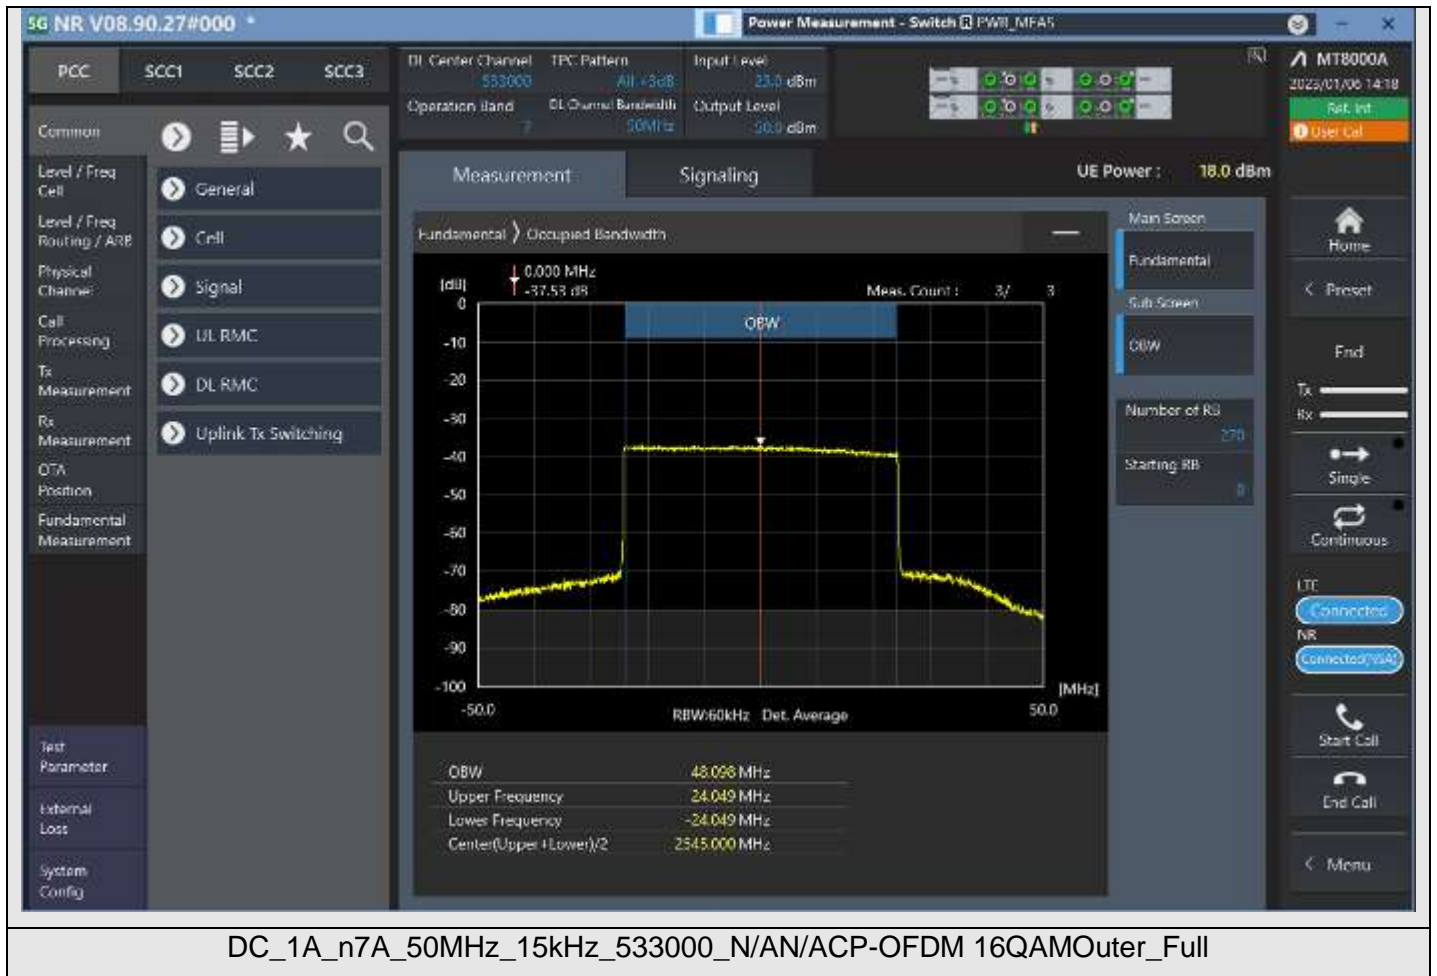 5G NR V08.90.27#000 *
Power Measurement - Switch PWR_MEAS
PCC SCC1 SCC2 SCC3
DL Center Channel 533000
TPC Pattern All +3dB
Input Level 23.0 dBm
Operation Band 7
DL Channel Bandwidth 50MHz
Output Level 50.0 dBm
MT8000A
2023/01/06 14:18
Ref. Int
User Cal
Common
Level / Freq
Cell
Level / Freq
Routing / ARB
Physical
Channel
Call
Processing
Tx
Measurement
Rx
Measurement
OTA
Position
Fundamental
Measurement
Test
Parameter
External
Loss
System
Config
General
Cell
Signal
UL RMC
DL RMC
Uplink Tx Switching
Measurement Signaling
UE Power : 18.0 dBm
Fundamental Occupied Bandwidth
[dB]
0.000 MHz
-37.53 dB
Meas. Count : 3/ 3
OBW
0
-10
-20
-30
-40
-50
-60
-70
-80
-90
-100
[MHz]
-50.0 RBW:60kHz Det. Average 50.0
OBW 48.098 MHz
Upper Frequency 24.049 MHz
Lower Frequency -24.049 MHz
Center(Upper+Lower)/2 2545.000 MHz
Main Screen
Fundamental
Sub Screen
OBW
Number of RB
270
Starting RB
0
Home
< Preset
End
Tx
Rx
Single
Continuous
LTE
Connected
NR
Connected(NSA)
Start Call
End Call
< Menu
DC_1A_n7A_50MHz_15kHz_533000_N/AN/ACP-OFDM 16QAMOuter_Full